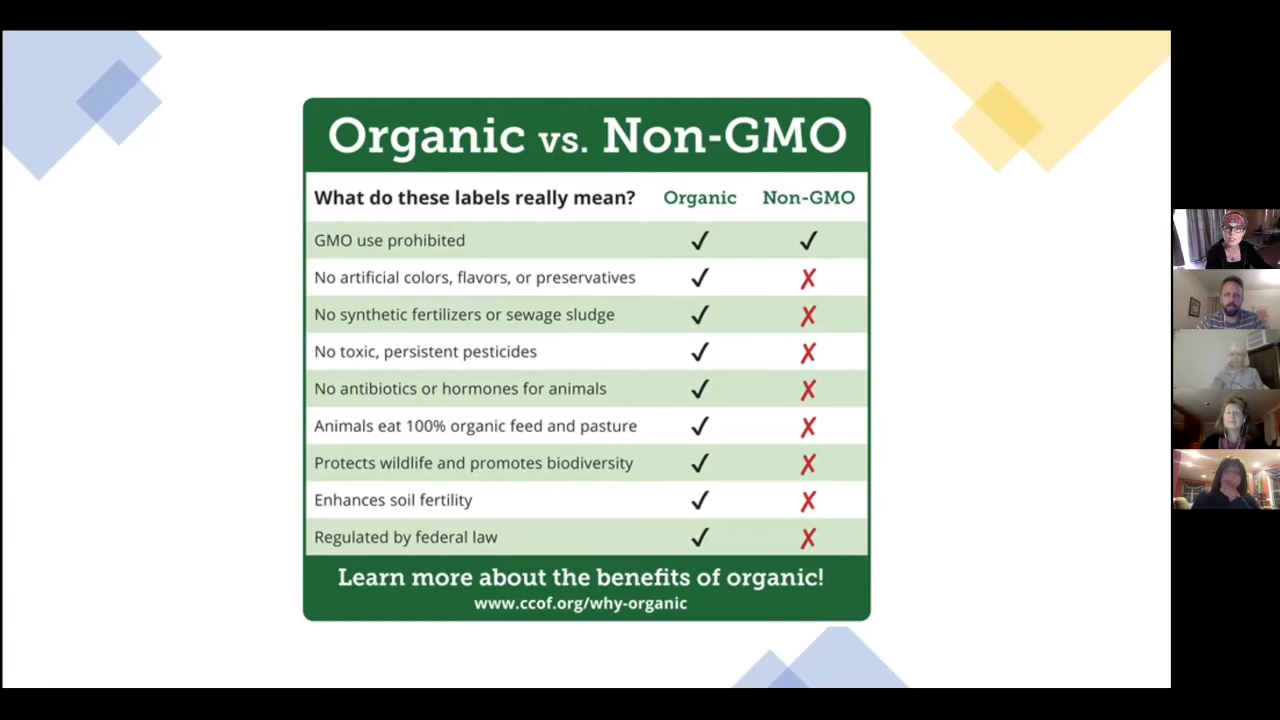 Organic vs. Non-GMO
What do these labels really mean? Organic Non-GMO
GMO use prohibited ✓ ✓
No artificial colors, flavors, or preservatives ✓ ✗
No synthetic fertilizers or sewage sludge ✓ ✗
No toxic, persistent pesticides ✓ ✗
No antibiotics or hormones for animals ✓ ✗
Animals eat 100% organic feed and pasture ✓ ✗
Protects wildlife and promotes biodiversity ✓ ✗
Enhances soil fertility ✓ ✗
Regulated by federal law ✓ ✗
Learn more about the benefits of organic!
www.ccof.org/why-organic